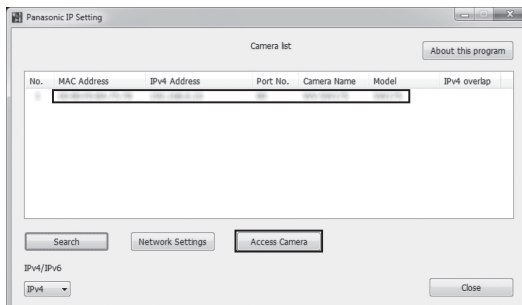 Panasonic IP Setting
Camera list
About this program
No. MAC Address IPv4 Address Port No. Camera Name Model IPv4 overlap
Search Network Settings Access Camera
IPv4/IPv6
IPv4
Close